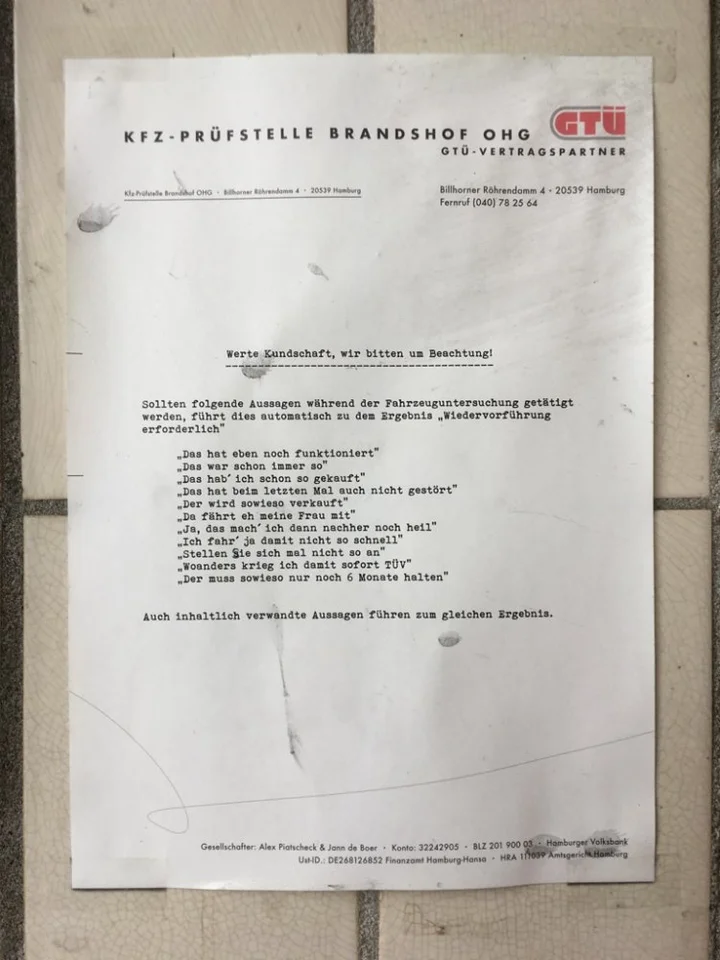 KFZ-PRÜFSTELLE BRANDSHOF OHG GTÜ
GTÜ-VERTRAGSPARTNER
Kfz-Prüfstelle Brandshof OHG · Billhorner Röhrendamm 4 · 20539 Hamburg
Billhorner Röhrendamm 4 · 20539 Hamburg
Fernruf (040) 78 25 64
Werte Kundschaft, wir bitten um Beachtung!
Sollten folgende Aussagen während der Fahrzeuguntersuchung getätigt
werden, führt dies automatisch zu dem Ergebnis „Wiedervorführung
erforderlich"
„Das hat eben noch funktioniert"
„Das war schon immer so"
„Das hab' ich schon so gekauft"
„Das hat beim letzten Mal auch nicht gestört"
„Der wird sowieso verkauft"
„Da fährt eh meine Frau mit"
„Ja, das mach' ich dann nachher noch heil"
„Ich fahr' ja damit nicht so schnell"
„Stellen Sie sich mal nicht so an"
„Woanders krieg ich damit sofort TÜV"
„Der muss sowieso nur noch 6 Monate halten"
Auch inhaltlich verwandte Aussagen führen zum gleichen Ergebnis.
Gesellschafter: Alex Piatscheck & Jann de Boer · Konto: 32242905 · BLZ 201 900 03 · Hamburger Volksbank
Ust-ID.: DE268126852 Finanzamt Hamburg-Hansa · HRA 111039 Amtsgericht Hamburg